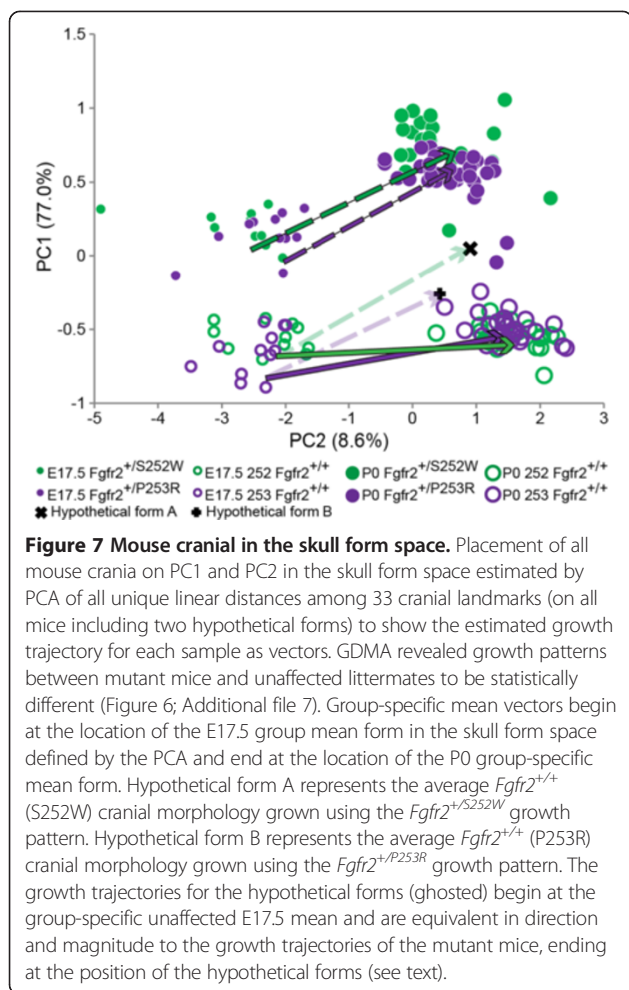 1.5
1
0.5
0
-0.5
-1
PC1 (77.0%)
-5 -4 -3 -2 -1 0 1 2 3
PC2 (8.6%)
E17.5 Fgfr2+/S252W E17.5 252 Fgfr2+/+ P0 Fgfr2+/S252W P0 252 Fgfr2+/+
E17.5 Fgfr2+/P253R E17.5 253 Fgfr2+/+ P0 Fgfr2+/P253R P0 253 Fgfr2+/+
Hypothetical form A Hypothetical form B
Figure 7 Mouse cranial in the skull form space. Placement of all
mouse crania on PC1 and PC2 in the skull form space estimated by
PCA of all unique linear distances among 33 cranial landmarks (on all
mice including two hypothetical forms) to show the estimated growth
trajectory for each sample as vectors. GDMA revealed growth patterns
between mutant mice and unaffected littermates to be statistically
different (Figure 6; Additional file 7). Group-specific mean vectors begin
at the location of the E17.5 group mean form in the skull form space
defined by the PCA and end at the location of the P0 group-specific
mean form. Hypothetical form A represents the average Fgfr2+/+
(S252W) cranial morphology grown using the Fgfr2+/S252W growth
pattern. Hypothetical form B represents the average Fgfr2+/+ (P253R)
cranial morphology grown using the Fgfr2+/P253R growth pattern. The
growth trajectories for the hypothetical forms (ghosted) begin at the
group-specific unaffected E17.5 mean and are equivalent in direction
and magnitude to the growth trajectories of the mutant mice, ending
at the position of the hypothetical forms (see text).